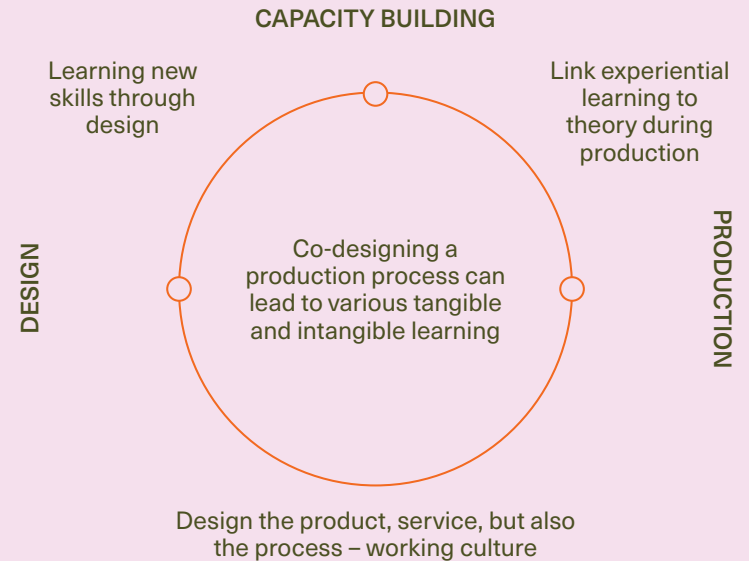 CAPACITY BUILDING
Learning new
skills through
design
Link experiential
learning to
theory during
production
DESIGN
Co-designing a
production process can
lead to various tangible
and intangible learning
PRODUCTION
Design the product, service, but also
the process – working culture